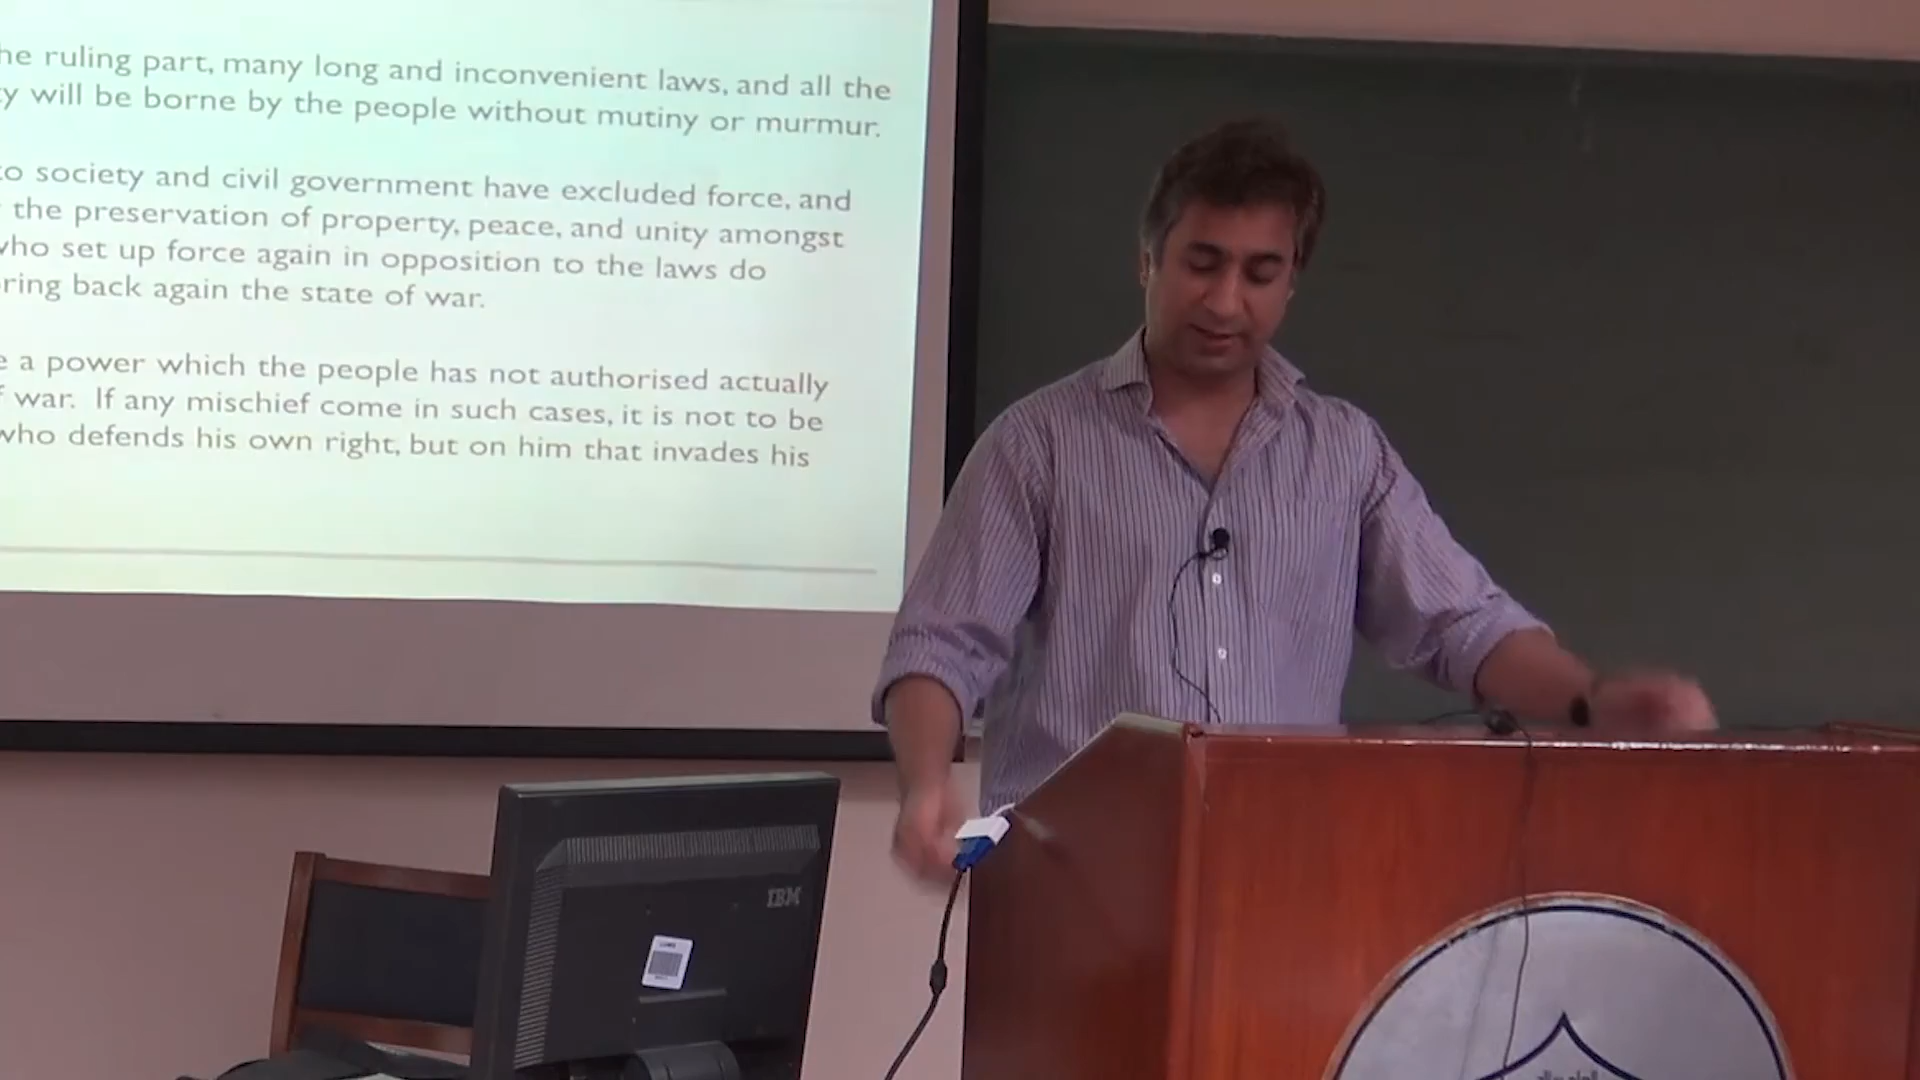 he ruling part, many long and inconvenient laws, and all the
y will be borne by the people without mutiny or murmur.
to society and civil government have excluded force, and
the preservation of property, peace, and unity amongst
who set up force again in opposition to the laws do
ring back again the state of war.
e a power which the people has not authorised actually
f war. If any mischief come in such cases, it is not to be
who defends his own right, but on him that invades his
IBM
LUMS